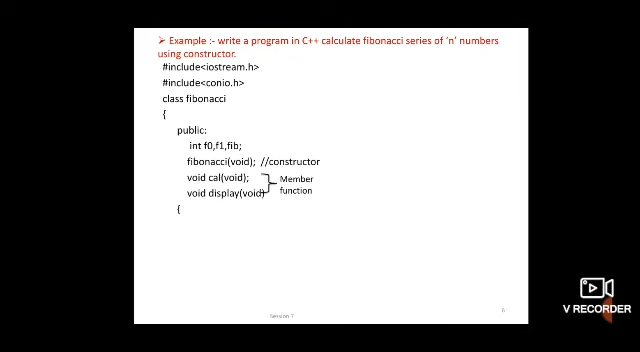 ➢ Example :- write a program in C++ calculate fibonacci series of ‘n’ numbers
using constructor.
#include<iostream.h>
#include<conio.h>
class fibonacci
{
public:
int f0,f1,fib;
fibonacci(void); //constructor
void cal(void);
void display(void)
Member
function
{
Session 7
6
V RECORDER